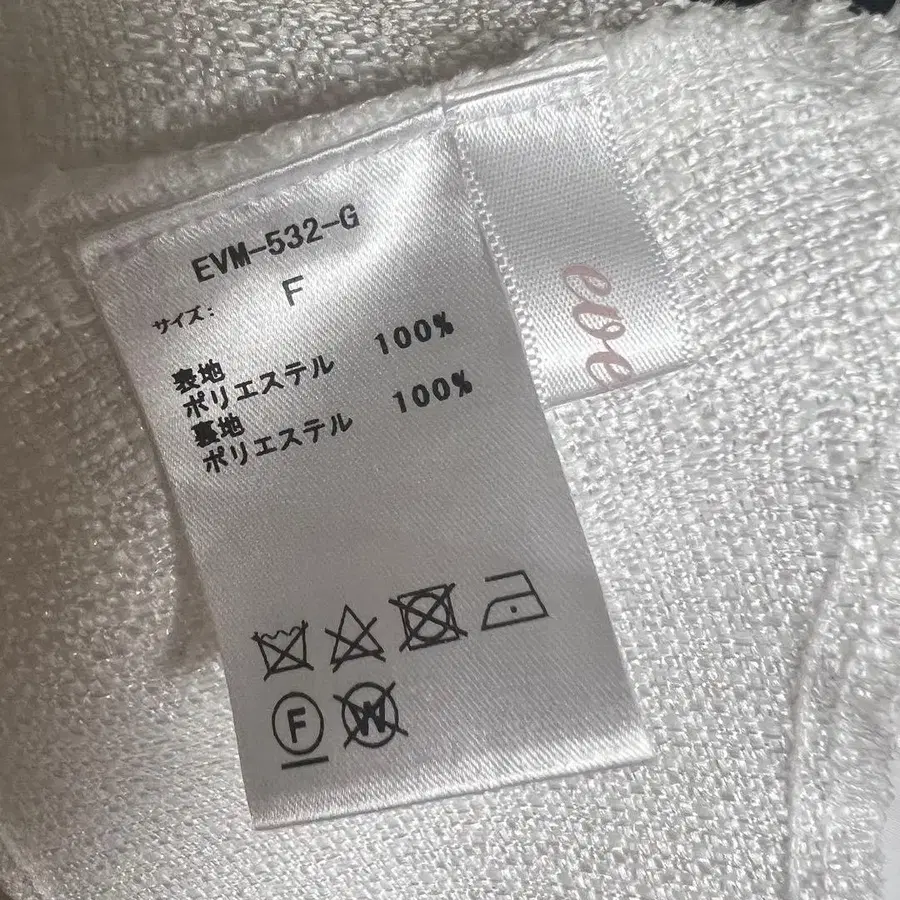 EVM-532-G
サイズ: F
表地
ポリエステル 100%
裏地
ポリエステル 100%
F
W
eve